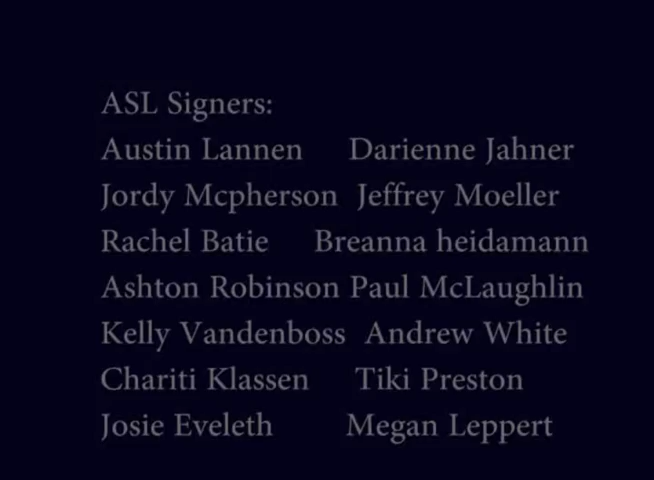 ASL Signers:
Austin Lannen Darienne Jahner
Jordy Mcpherson Jeffrey Moeller
Rachel Batie Breanna heidamann
Ashton Robinson Paul McLaughlin
Kelly Vandenboss Andrew White
Chariti Klassen Tiki Preston
Josie Eveleth Megan Leppert